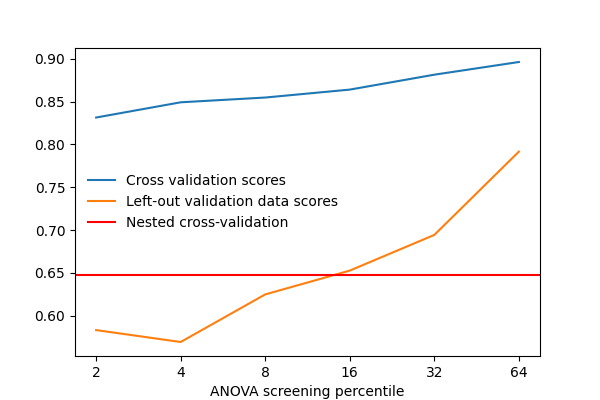 0.90
0.85
0.80
0.75
0.70
0.65
0.60
Cross validation scores
Left-out validation data scores
Nested cross-validation
2 4 8 16 32 64
ANOVA screening percentile